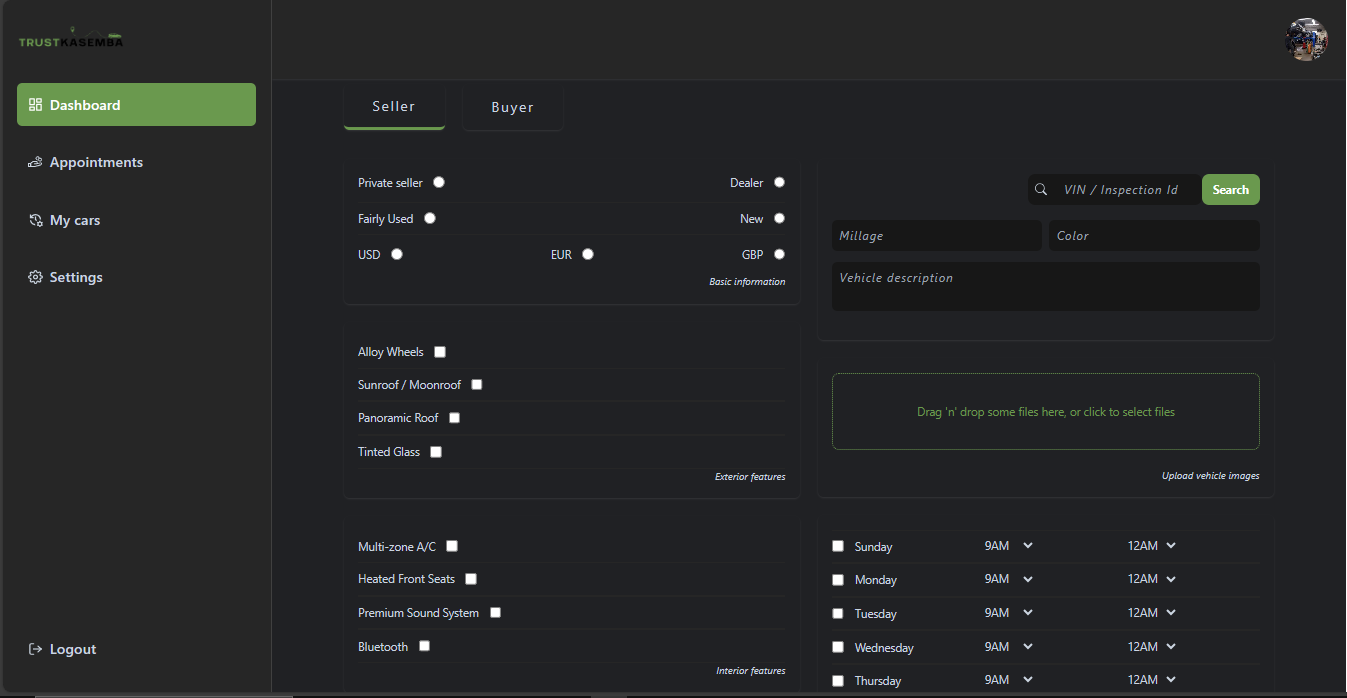 TRUSTKASEMBA
Dashboard
Appointments
My cars
Settings
Logout
Seller
Buyer
Private seller
Dealer
Fairly Used
New
USD
EUR
GBP
Basic information
Alloy Wheels
Sunroof / Moonroof
Panoramic Roof
Tinted Glass
Exterior features
Multi-zone A/C
Heated Front Seats
Premium Sound System
Bluetooth
Interior features
VIN / Inspection Id
Search
Millage
Color
Vehicle description
Drag 'n' drop some files here, or click to select files
Upload vehicle images
Sunday 9AM 12AM
Monday 9AM 12AM
Tuesday 9AM 12AM
Wednesday 9AM 12AM
Thursday 9AM 12AM